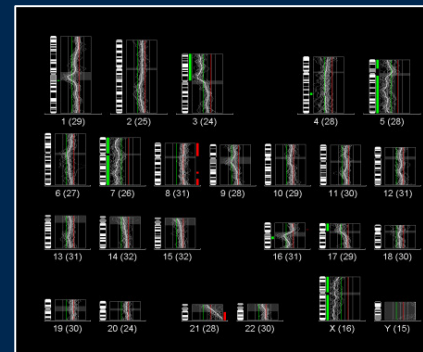 1 (29) 2 (25) 3 (24) 4 (28) 5 (28)
6 (27) 7 (26) 8 (31) 9 (28) 10 (29) 11 (30) 12 (31)
13 (31) 14 (32) 15 (32) 16 (31) 17 (29) 18 (30)
19 (30) 20 (24) 21 (28) 22 (30) X (16) Y (15)